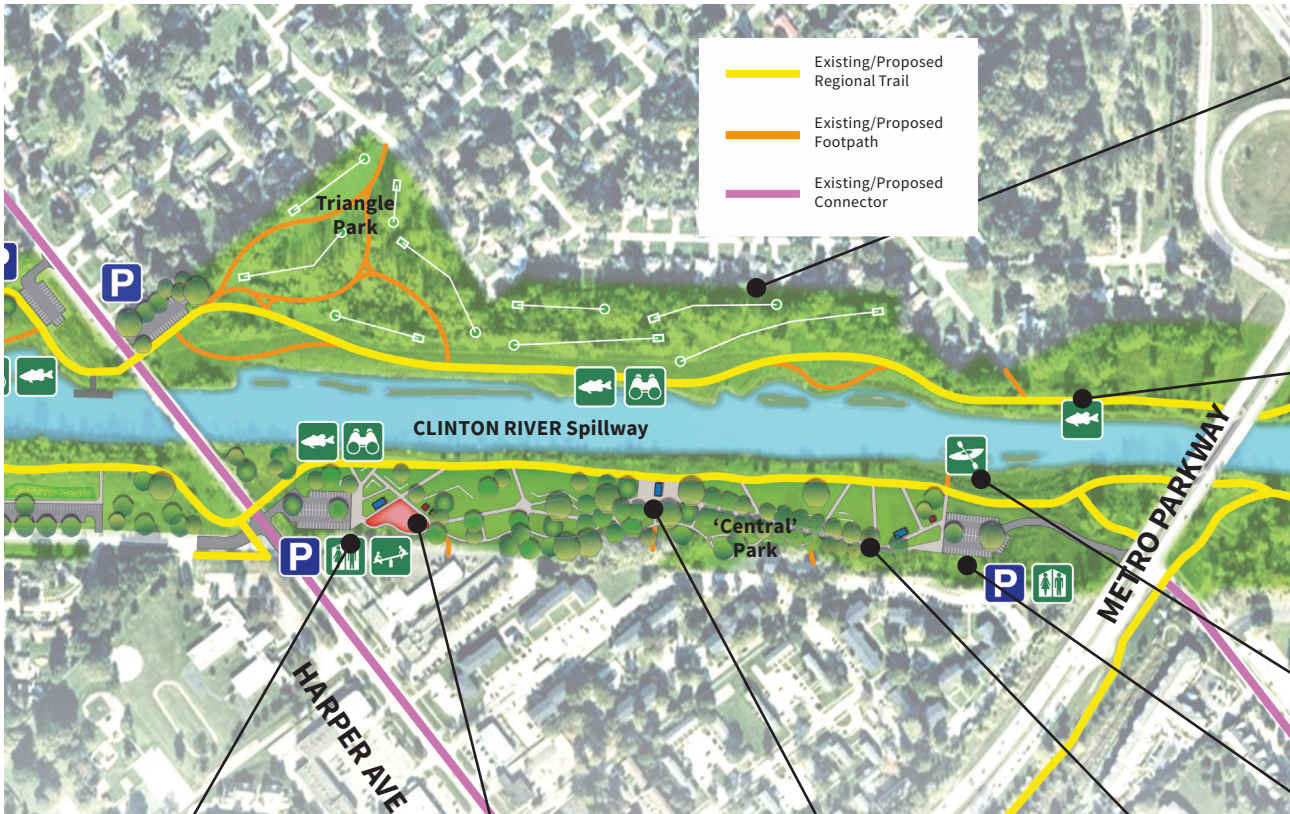 Existing/Proposed
Regional Trail
Existing/Proposed
Footpath
Existing/Proposed
Connector
Triangle
Park
P
P
P
CLINTON RIVER Spillway
'Central'
Park
P
P
METRO PARKWAY
HARPER AVE